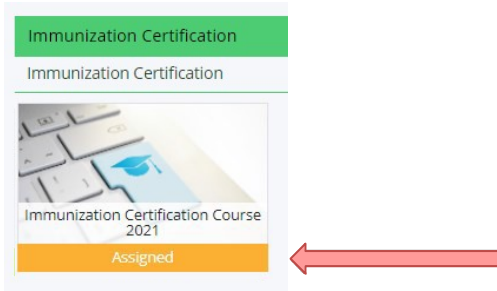 Immunization Certification
Immunization Certification
Immunization Certification Course
2021
Assigned